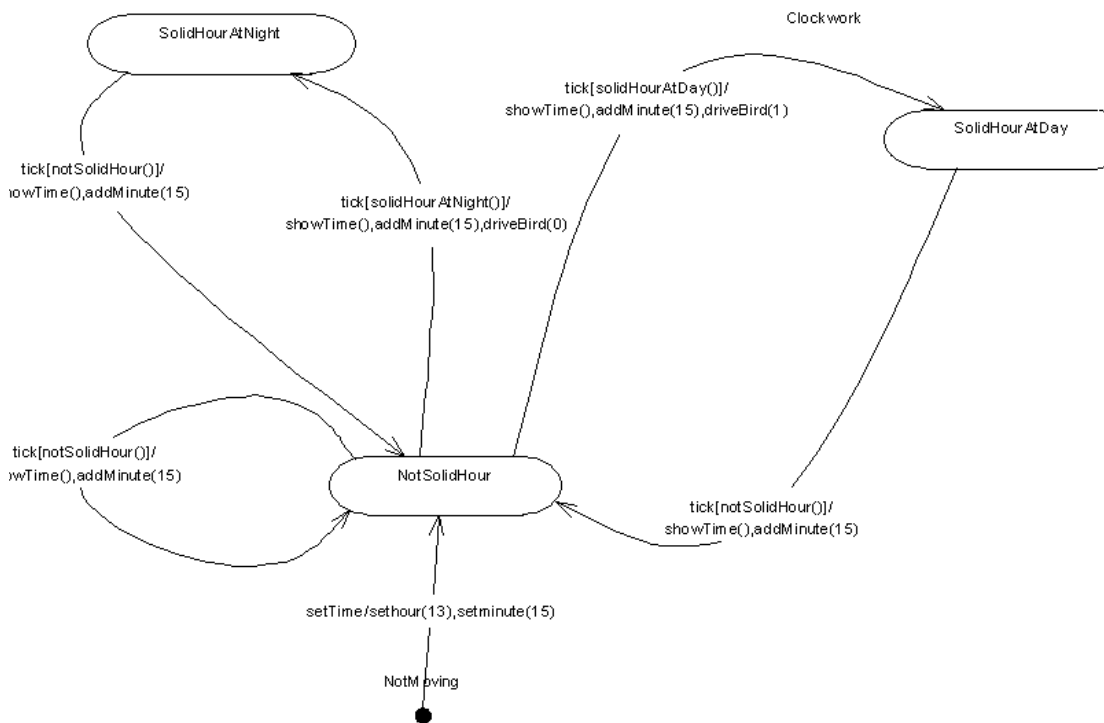 Clockwork
SolidHourAtNight
tick[solidHourAtDay()]/
showTime(),addMinute(15),driveBird(1)
SolidHourAtDay
tick[notSolidHour()]/
howTime(),addMinute(15)
tick[solidHourAtNight()]/
showTime(),addMinute(15),driveBird(0)
tick[notSolidHour()]/
owTime(),addMinute(15)
NotSolidHour
tick[notSolidHour()]/
showTime(),addMinute(15)
setTime/sethour(13),setminute(15)
NotMoving